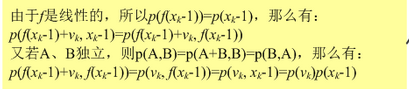 由于f是线性的，所以p(f(xₖ-1))=p(xₖ-1)，那么有：
p(f(xₖ-1)+vₖ, xₖ-1)=p(f(xₖ-1)+vₖ, f(xₖ-1))
又若A、B独立，则p(A,B)=p(A+B,B)=p(B,A)，那么有：
p(f(xₖ-1)+vₖ, f(xₖ-1))=p(vₖ, f(xₖ-1))=p(vₖ, xₖ-1)=p(vₖ)p(xₖ-1)